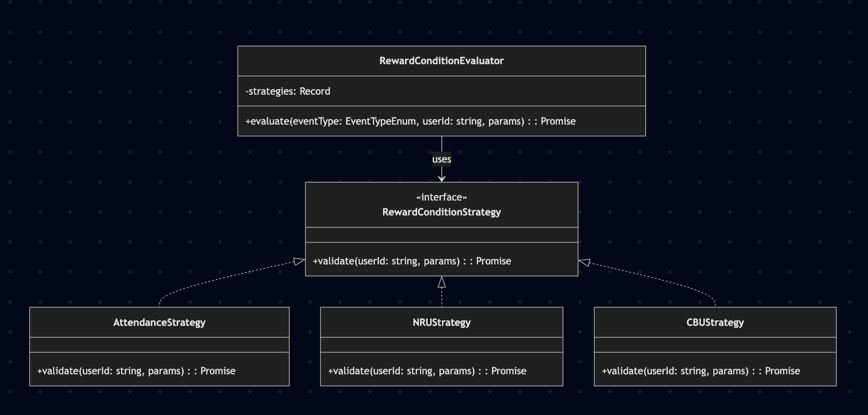 RewardConditionEvaluator
-strategies: Record
+evaluate(eventType: EventTypeEnum, userId: string, params) : : Promise
uses
«interface»
RewardConditionStrategy
+validate(userId: string, params) : : Promise
AttendanceStrategy
+validate(userId: string, params) : : Promise
NRUStrategy
+validate(userId: string, params) : : Promise
CBUStrategy
+validate(userId: string, params) : : Promise